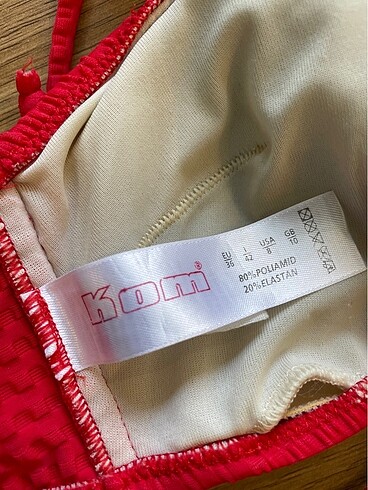 KOM®
EU I USA GB
36 42 8 10
80%POLIAMID
20%ELASTAN